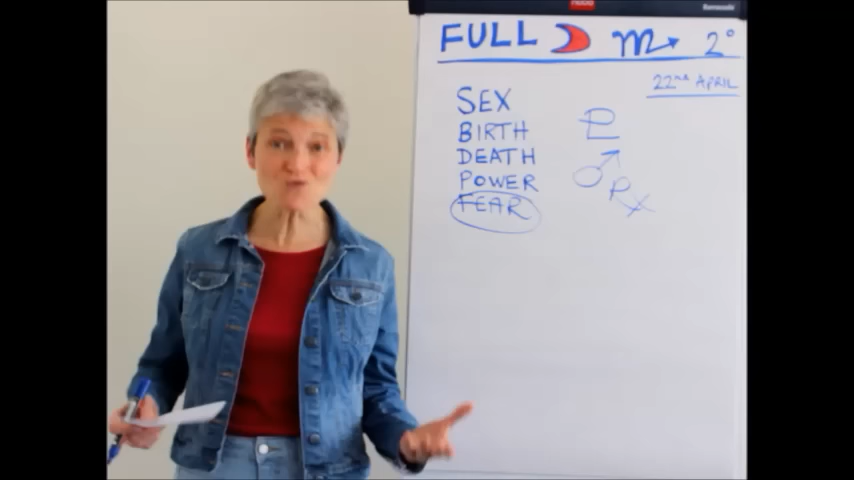 FULL ☽ ♏ 2°
22ND APRIL
SEX
BIRTH ♇
DEATH
POWER ♂ Rx
FEAR